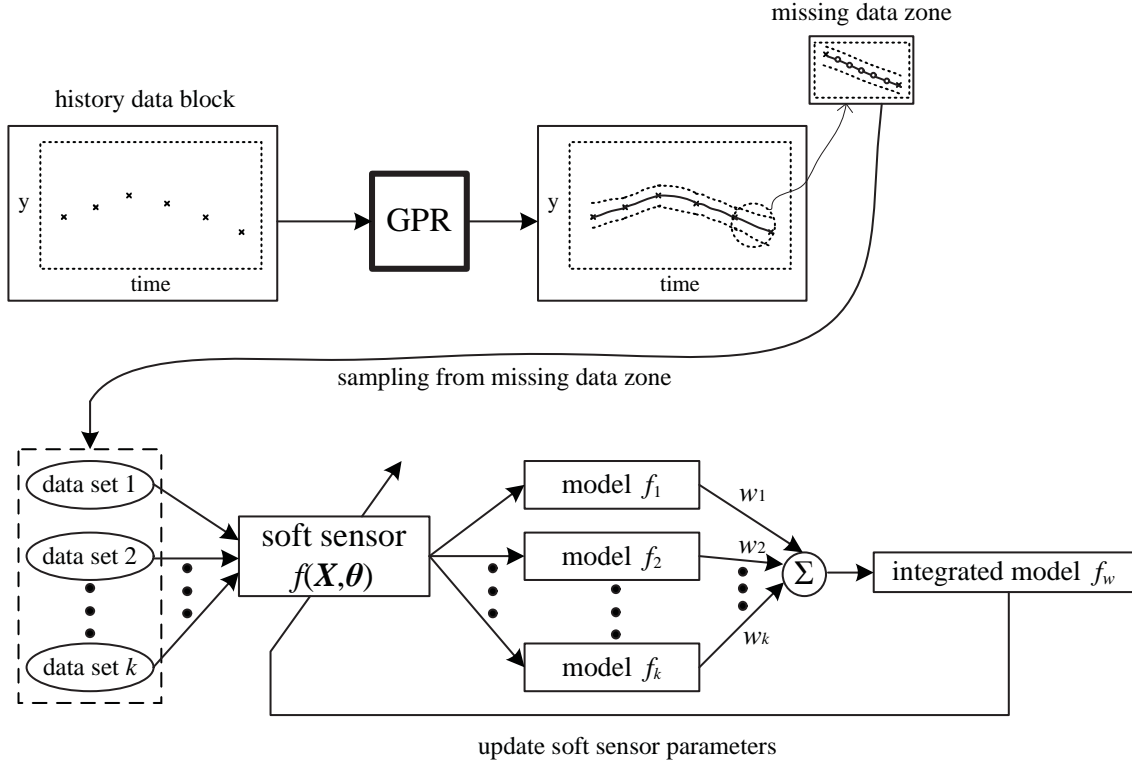 missing data zone
history data block
y
time
GPR
y
time
sampling from missing data zone
data set 1
data set 2
data set k
soft sensor
f(X,θ)
model f1
model f2
model fk
w1
w2
wk
Σ
integrated model fw
update soft sensor parameters